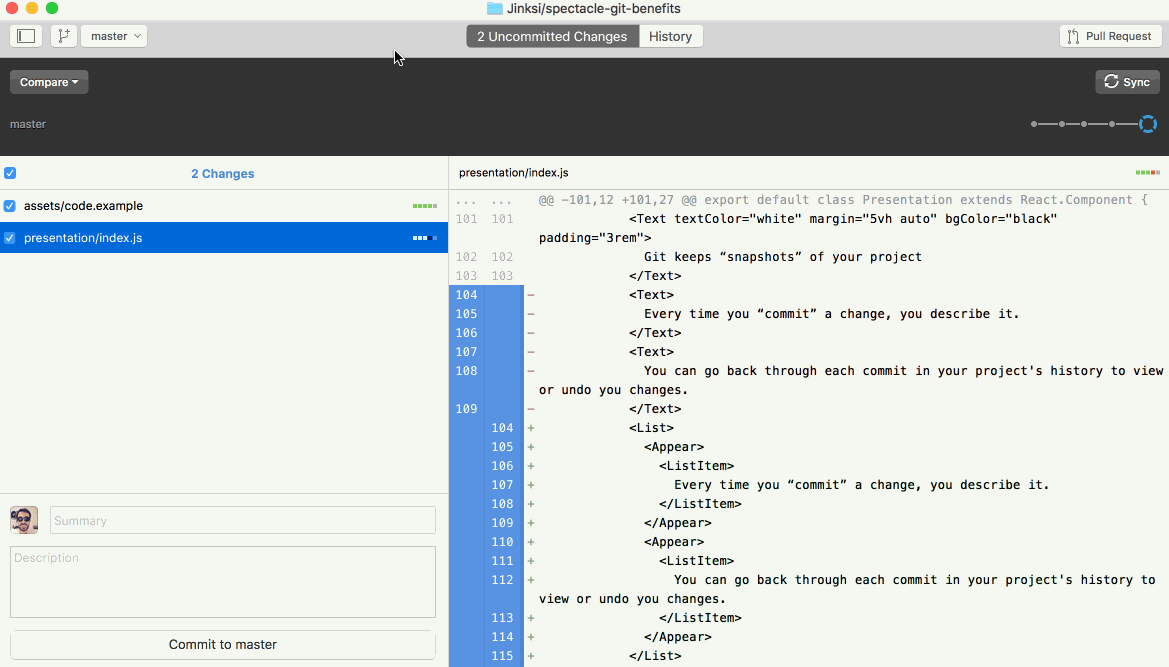 Jinksi/spectacle-git-benefits
master
2 Uncommitted Changes
History
Pull Request
Compare
Sync
master
2 Changes
presentation/index.js
assets/code.example
presentation/index.js
Summary
Description
Commit to master
... ... @@ -101,12 +101,27 @@ export default class Presentation extends React.Component {
101 101 <Text textColor="white" margin="5vh auto" bgColor="black"
padding="3rem">
102 102 Git keeps “snapshots” of your project
103 103 </Text>
104 − <Text>
105 − Every time you “commit” a change, you describe it.
106 − </Text>
107 − <Text>
108 − You can go back through each commit in your project's history to view
or undo you changes.
109 − </Text>
104 + <List>
105 + <Appear>
106 + <ListItem>
107 + Every time you “commit” a change, you describe it.
108 + </ListItem>
109 + </Appear>
110 + <Appear>
111 + <ListItem>
112 + You can go back through each commit in your project's history to
view or undo you changes.
113 + </ListItem>
114 + </Appear>
115 + </List>